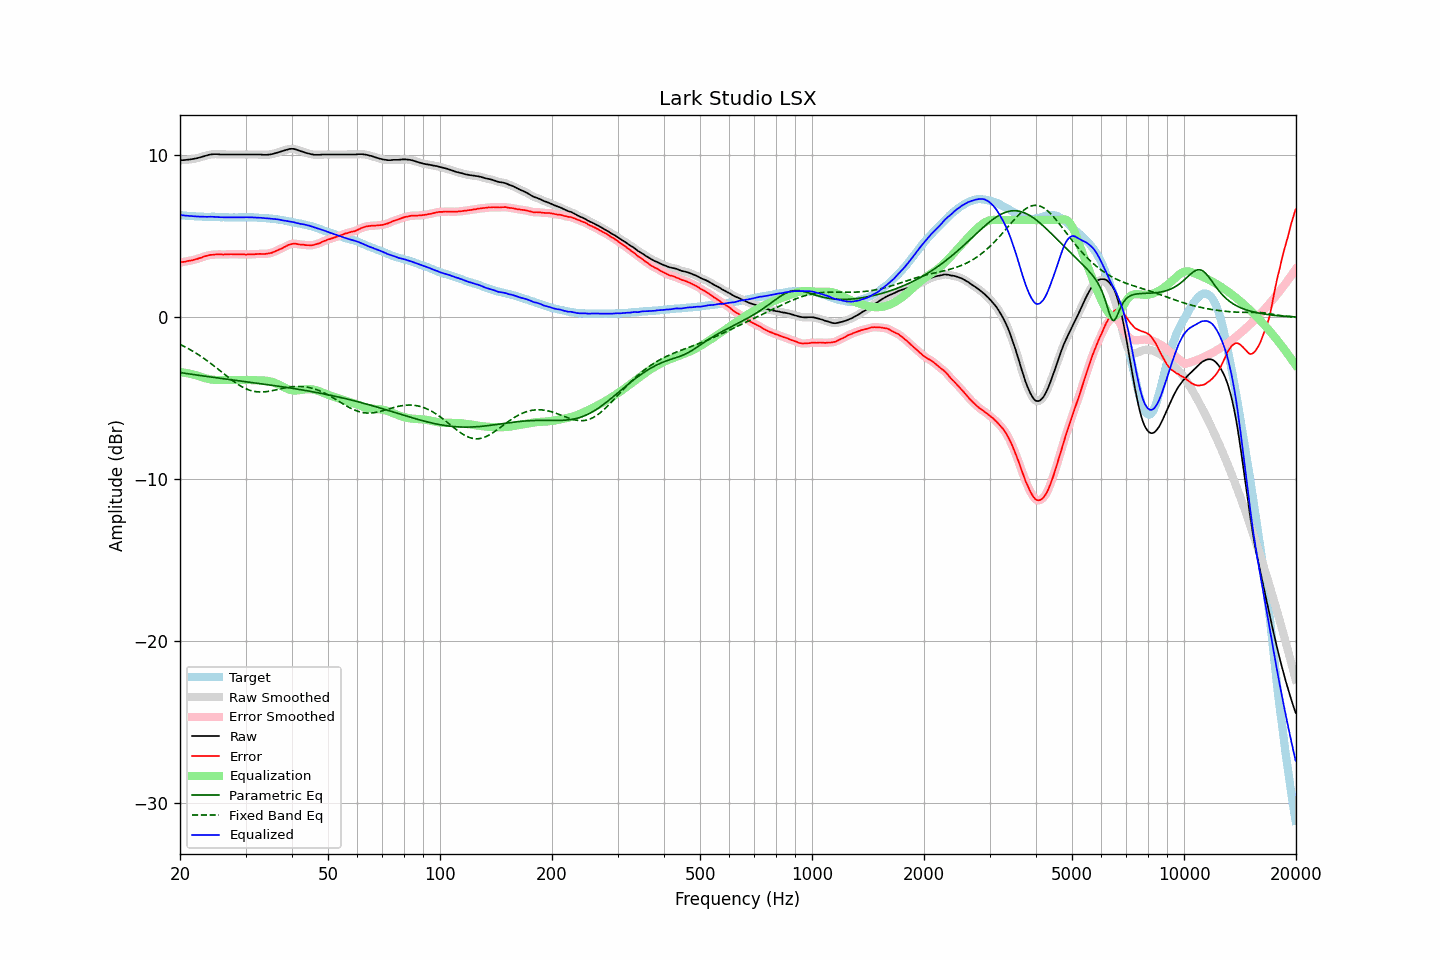 Lark Studio LSX
Amplitude (dBr)
10
0
−10
−20
−30
Target
Raw Smoothed
Error Smoothed
Raw
Error
Equalization
Parametric Eq
Fixed Band Eq
Equalized
20 50 100 200 500 1000 2000 5000 10000 20000
Frequency (Hz)